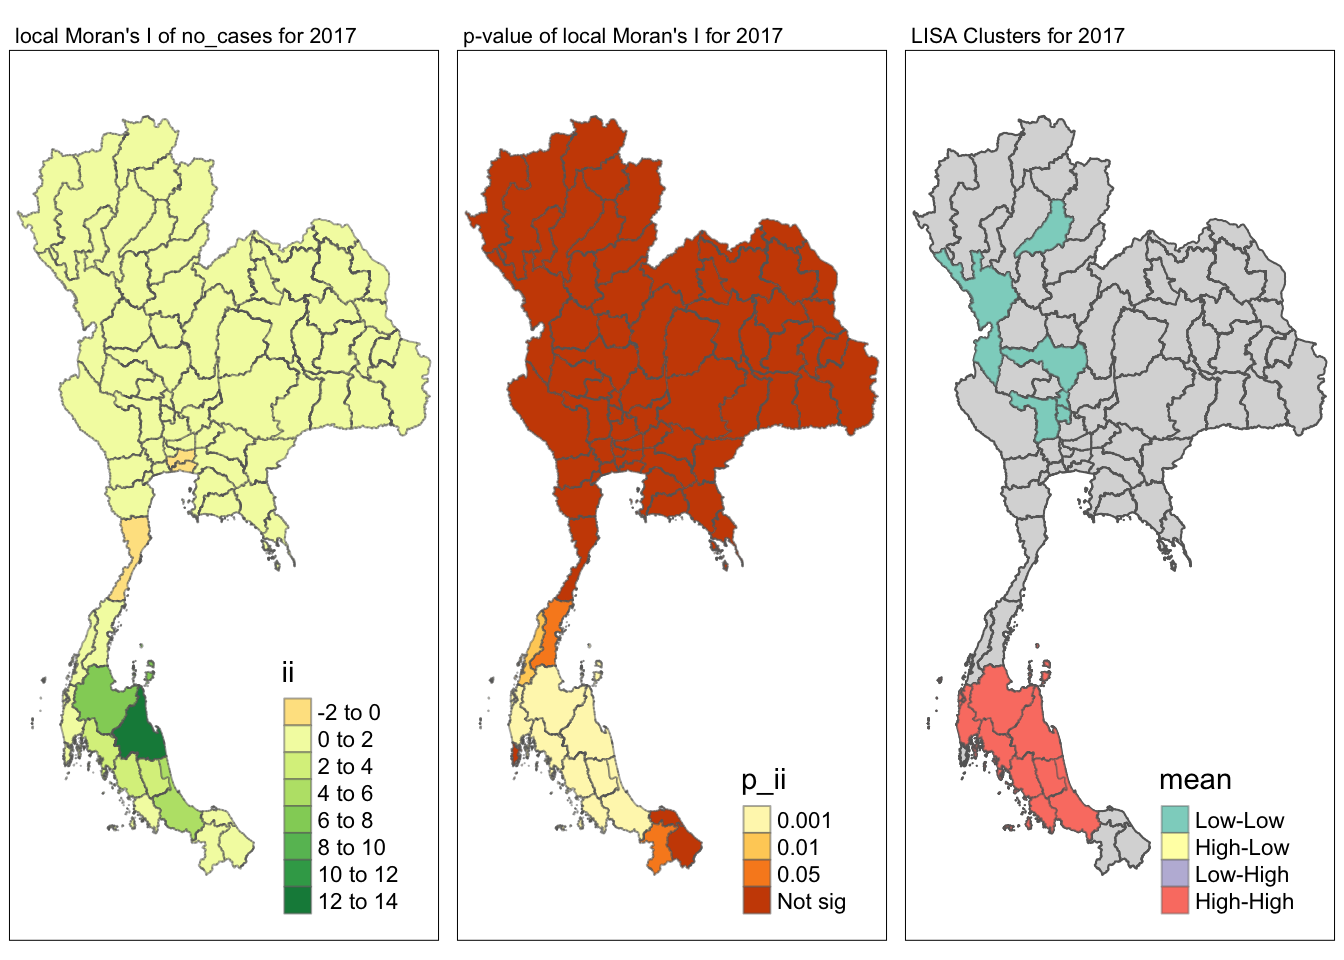 local Moran's I of no_cases for 2017
p-value of local Moran's I for 2017
LISA Clusters for 2017
ii
-2 to 0
0 to 2
2 to 4
4 to 6
6 to 8
8 to 10
10 to 12
12 to 14
p_ii
0.001
0.01
0.05
Not sig
mean
Low-Low
High-Low
Low-High
High-High